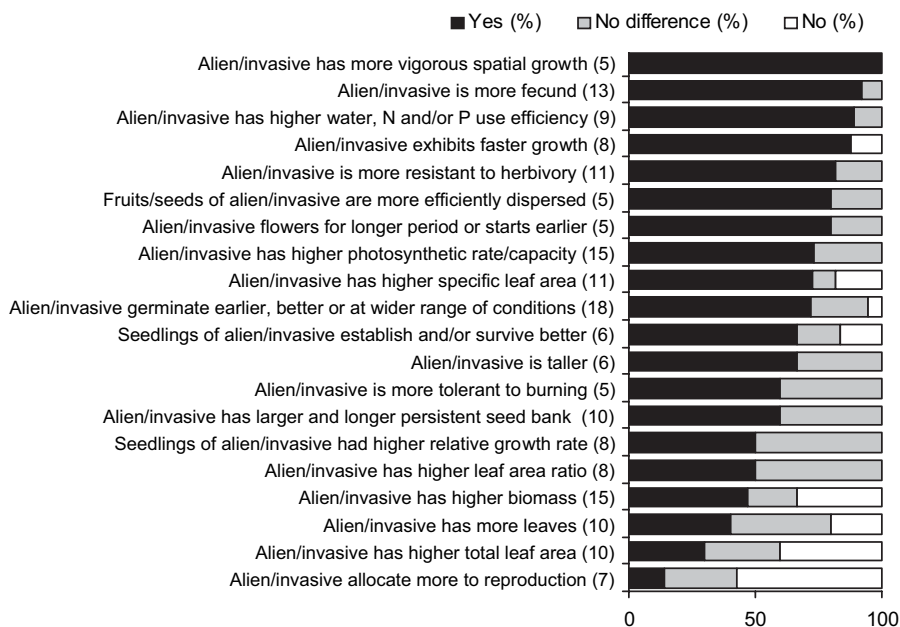 Yes (%) No difference (%) No (%)
Alien/invasive has more vigorous spatial growth (5)
Alien/invasive is more fecund (13)
Alien/invasive has higher water, N and/or P use efficiency (9)
Alien/invasive exhibits faster growth (8)
Alien/invasive is more resistant to herbivory (11)
Fruits/seeds of alien/invasive are more efficiently dispersed (5)
Alien/invasive flowers for longer period or starts earlier (5)
Alien/invasive has higher photosynthetic rate/capacity (15)
Alien/invasive has higher specific leaf area (11)
Alien/invasive germinate earlier, better or at wider range of conditions (18)
Seedlings of alien/invasive establish and/or survive better (6)
Alien/invasive is taller (6)
Alien/invasive is more tolerant to burning (5)
Alien/invasive has larger and longer persistent seed bank (10)
Seedlings of alien/invasive had higher relative growth rate (8)
Alien/invasive has higher leaf area ratio (8)
Alien/invasive has higher biomass (15)
Alien/invasive has more leaves (10)
Alien/invasive has higher total leaf area (10)
Alien/invasive allocate more to reproduction (7)
0 50 100